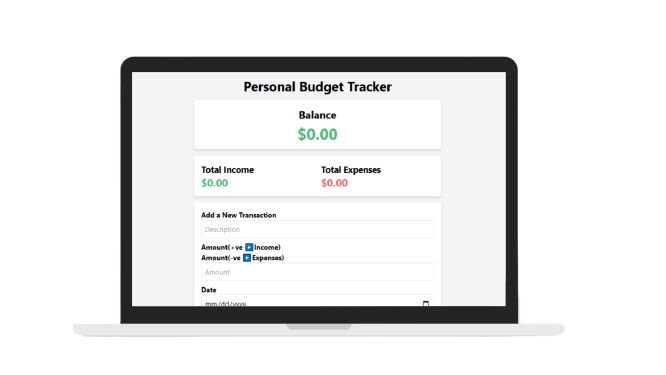 Personal Budget Tracker
Balance
$0.00
Total Income
Total Expenses
$0.00
$0.00
Add a New Transaction
Description
Amount(+ve ▶️Income)
Amount(-ve ▶️Expenses)
Amount
Date
mm/dd/yyyy